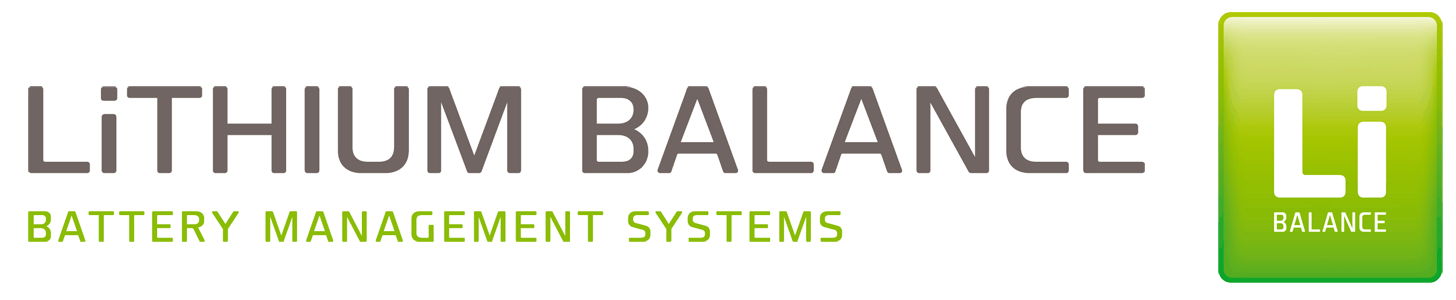 LiTHIUM BALANCE
BATTERY MANAGEMENT SYSTEMS
Li
BALANCE